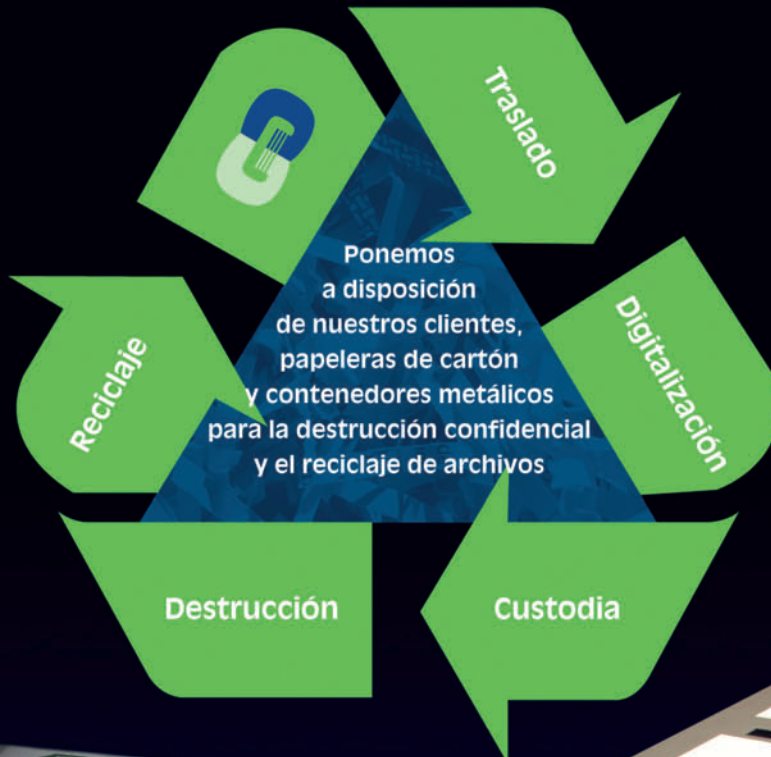 Traslado
Digitalización
Custodia
Destrucción
Reciclaje
Ponemos
a disposición
de nuestros clientes,
papeleras de cartón
y contenedores metálicos
para la destrucción confidencial
y el reciclaje de archivos